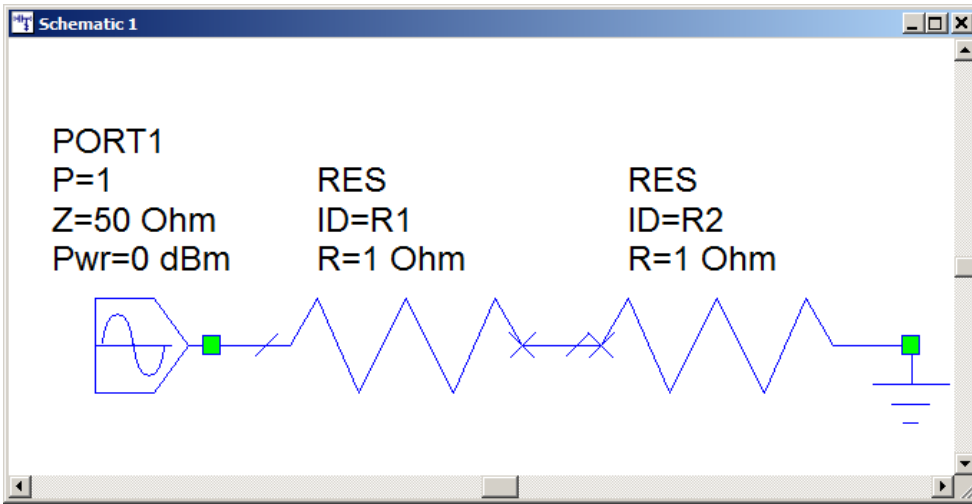 Schematic 1
PORT1
P=1
Z=50 Ohm
Pwr=0 dBm
RES
ID=R1
R=1 Ohm
RES
ID=R2
R=1 Ohm